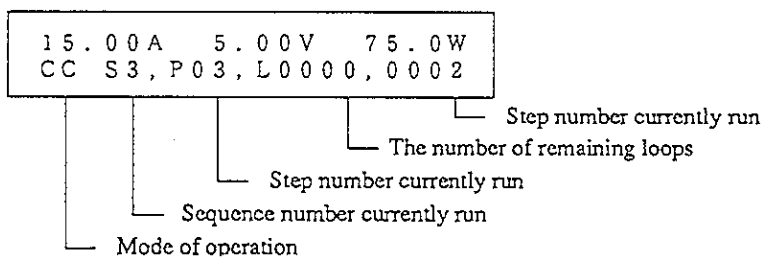 15.00A 5.00V 75.0W
CC S3,P03,L0000,0002
Step number currently run
The number of remaining loops
Step number currently run
Sequence number currently run
Mode of operation